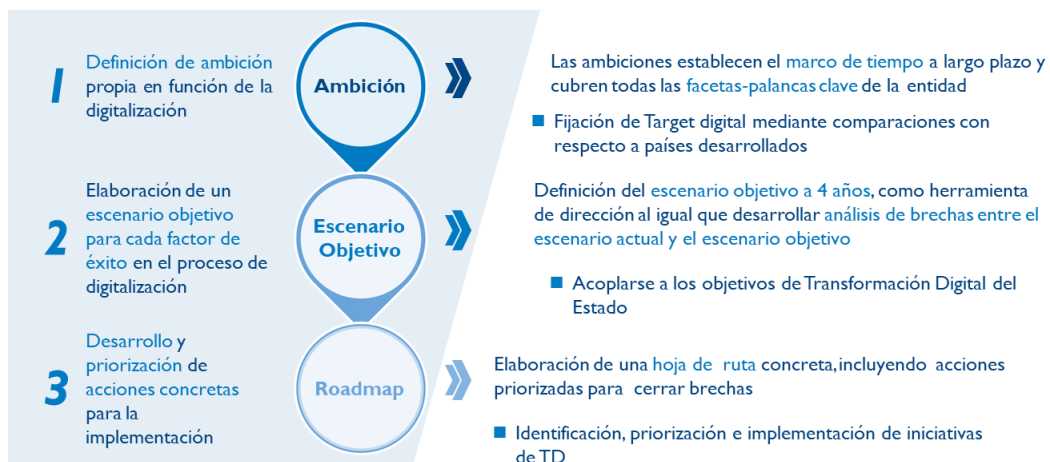 1
Definición de ambición
propia en función de la
digitalización
Ambición
Las ambiciones establecen el marco de tiempo a largo plazo y
cubren todas las facetas-palancas clave de la entidad
Fijación de Target digital mediante comparaciones con
respecto a países desarrollados
2
Elaboración de un
escenario objetivo
para cada factor de
éxito en el proceso de
digitalización
Escenario
Objetivo
Definición del escenario objetivo a 4 años, como herramienta
de dirección al igual que desarrollar análisis de brechas entre el
escenario actual y el escenario objetivo
Acoplarse a los objetivos de Transformación Digital del
Estado
3
Desarrollo y
priorización de
acciones concretas
para la
implementación
Roadmap
Elaboración de una hoja de ruta concreta, incluyendo acciones
priorizadas para cerrar brechas
Identificación, priorización e implementación de iniciativas
de TD